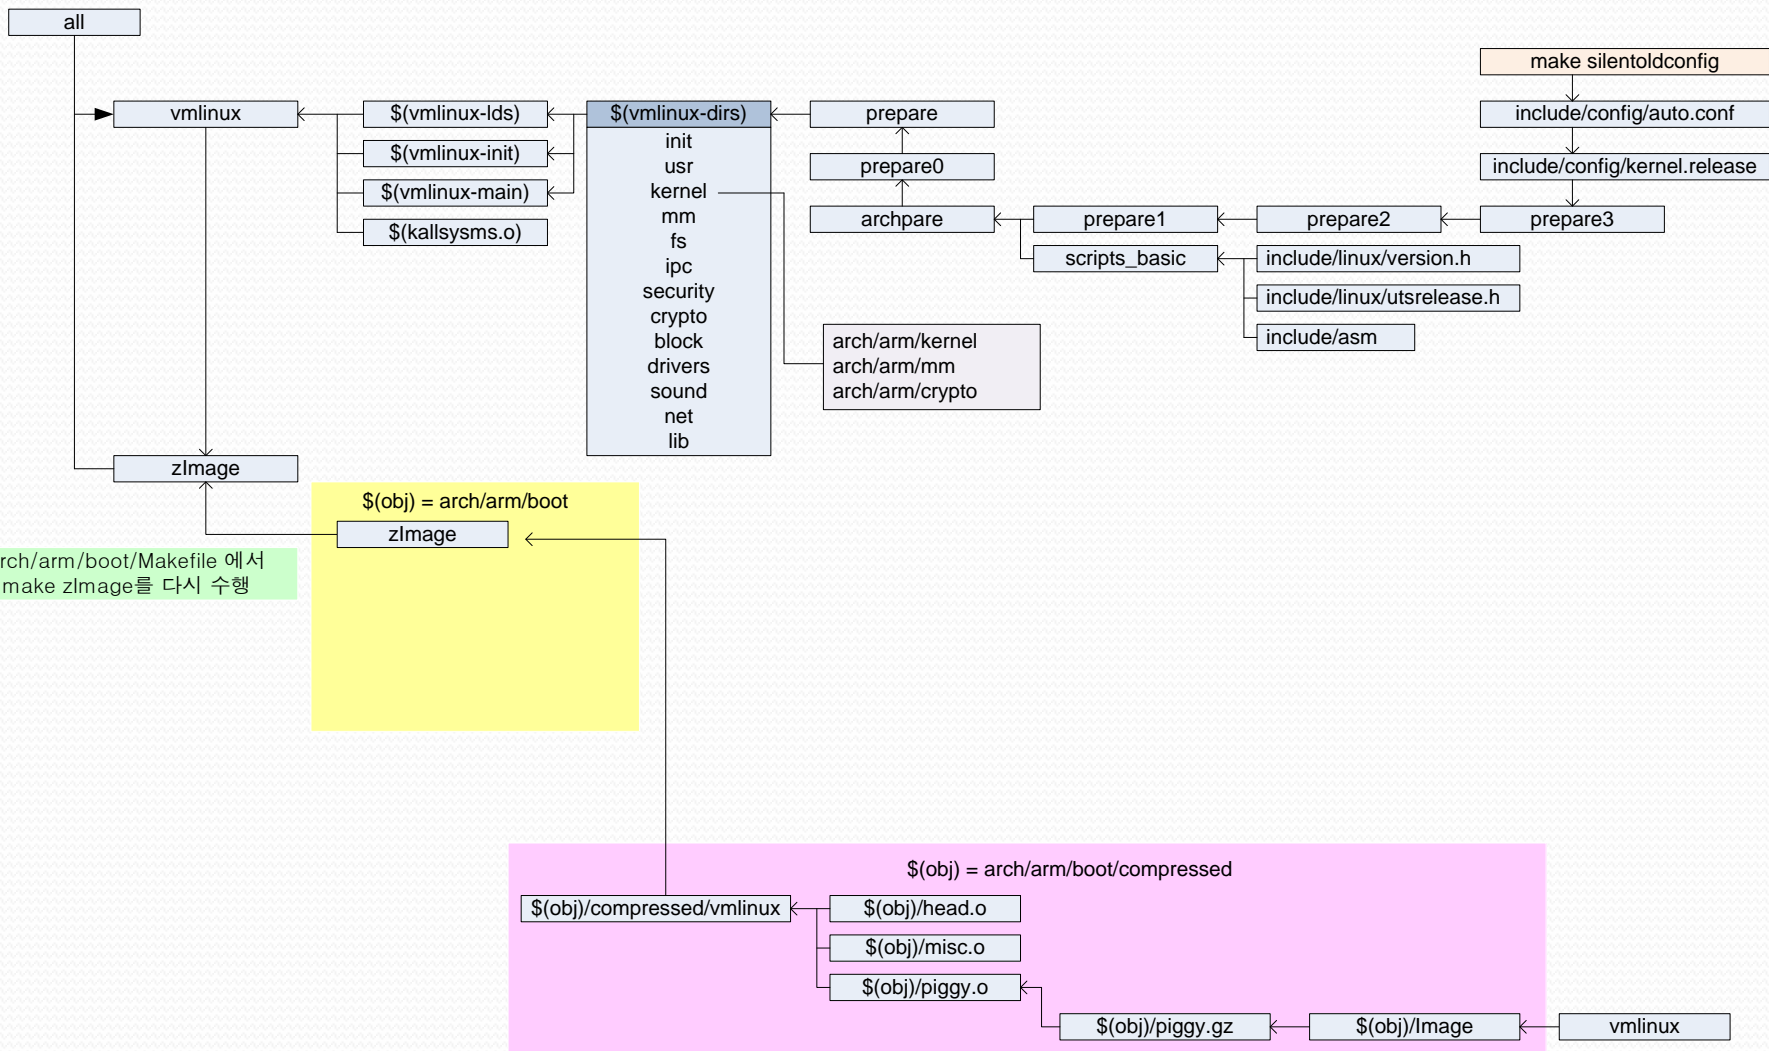 all
make silentoldconfig
vmlinux
$(vmlinux-lds)
$(vmlinux-dirs)
prepare
include/config/auto.conf
$(vmlinux-init)
init
usr
kernel
mm
fs
ipc
security
crypto
block
drivers
sound
net
lib
prepare0
include/config/kernel.release
$(vmlinux-main)
archpare
prepare1
prepare2
prepare3
$(kallsysms.o)
scripts_basic
include/linux/version.h
include/linux/utsrelease.h
include/asm
arch/arm/kernel
arch/arm/mm
arch/arm/crypto
zImage
$(obj) = arch/arm/boot
zImage
rch/arm/boot/Makefile 에서
make zImage를 다시 수행
$(obj) = arch/arm/boot/compressed
$(obj)/compressed/vmlinux
$(obj)/head.o
$(obj)/misc.o
$(obj)/piggy.o
$(obj)/piggy.gz
$(obj)/Image
vmlinux